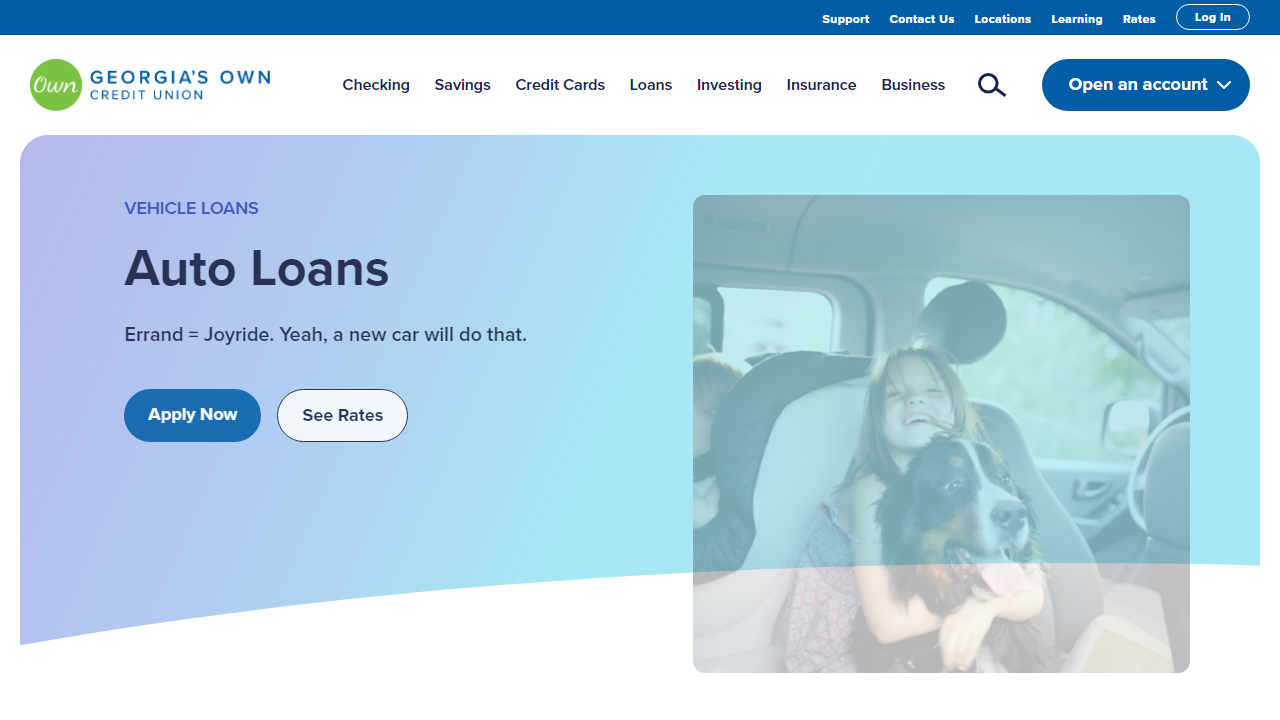 Support Contact Us Locations Learning Rates Log In
Own GEORGIA'S OWN
CREDIT UNION
Checking Savings Credit Cards Loans Investing Insurance Business Open an account
VEHICLE LOANS
Auto Loans
Errand = Joyride. Yeah, a new car will do that.
Apply Now See Rates